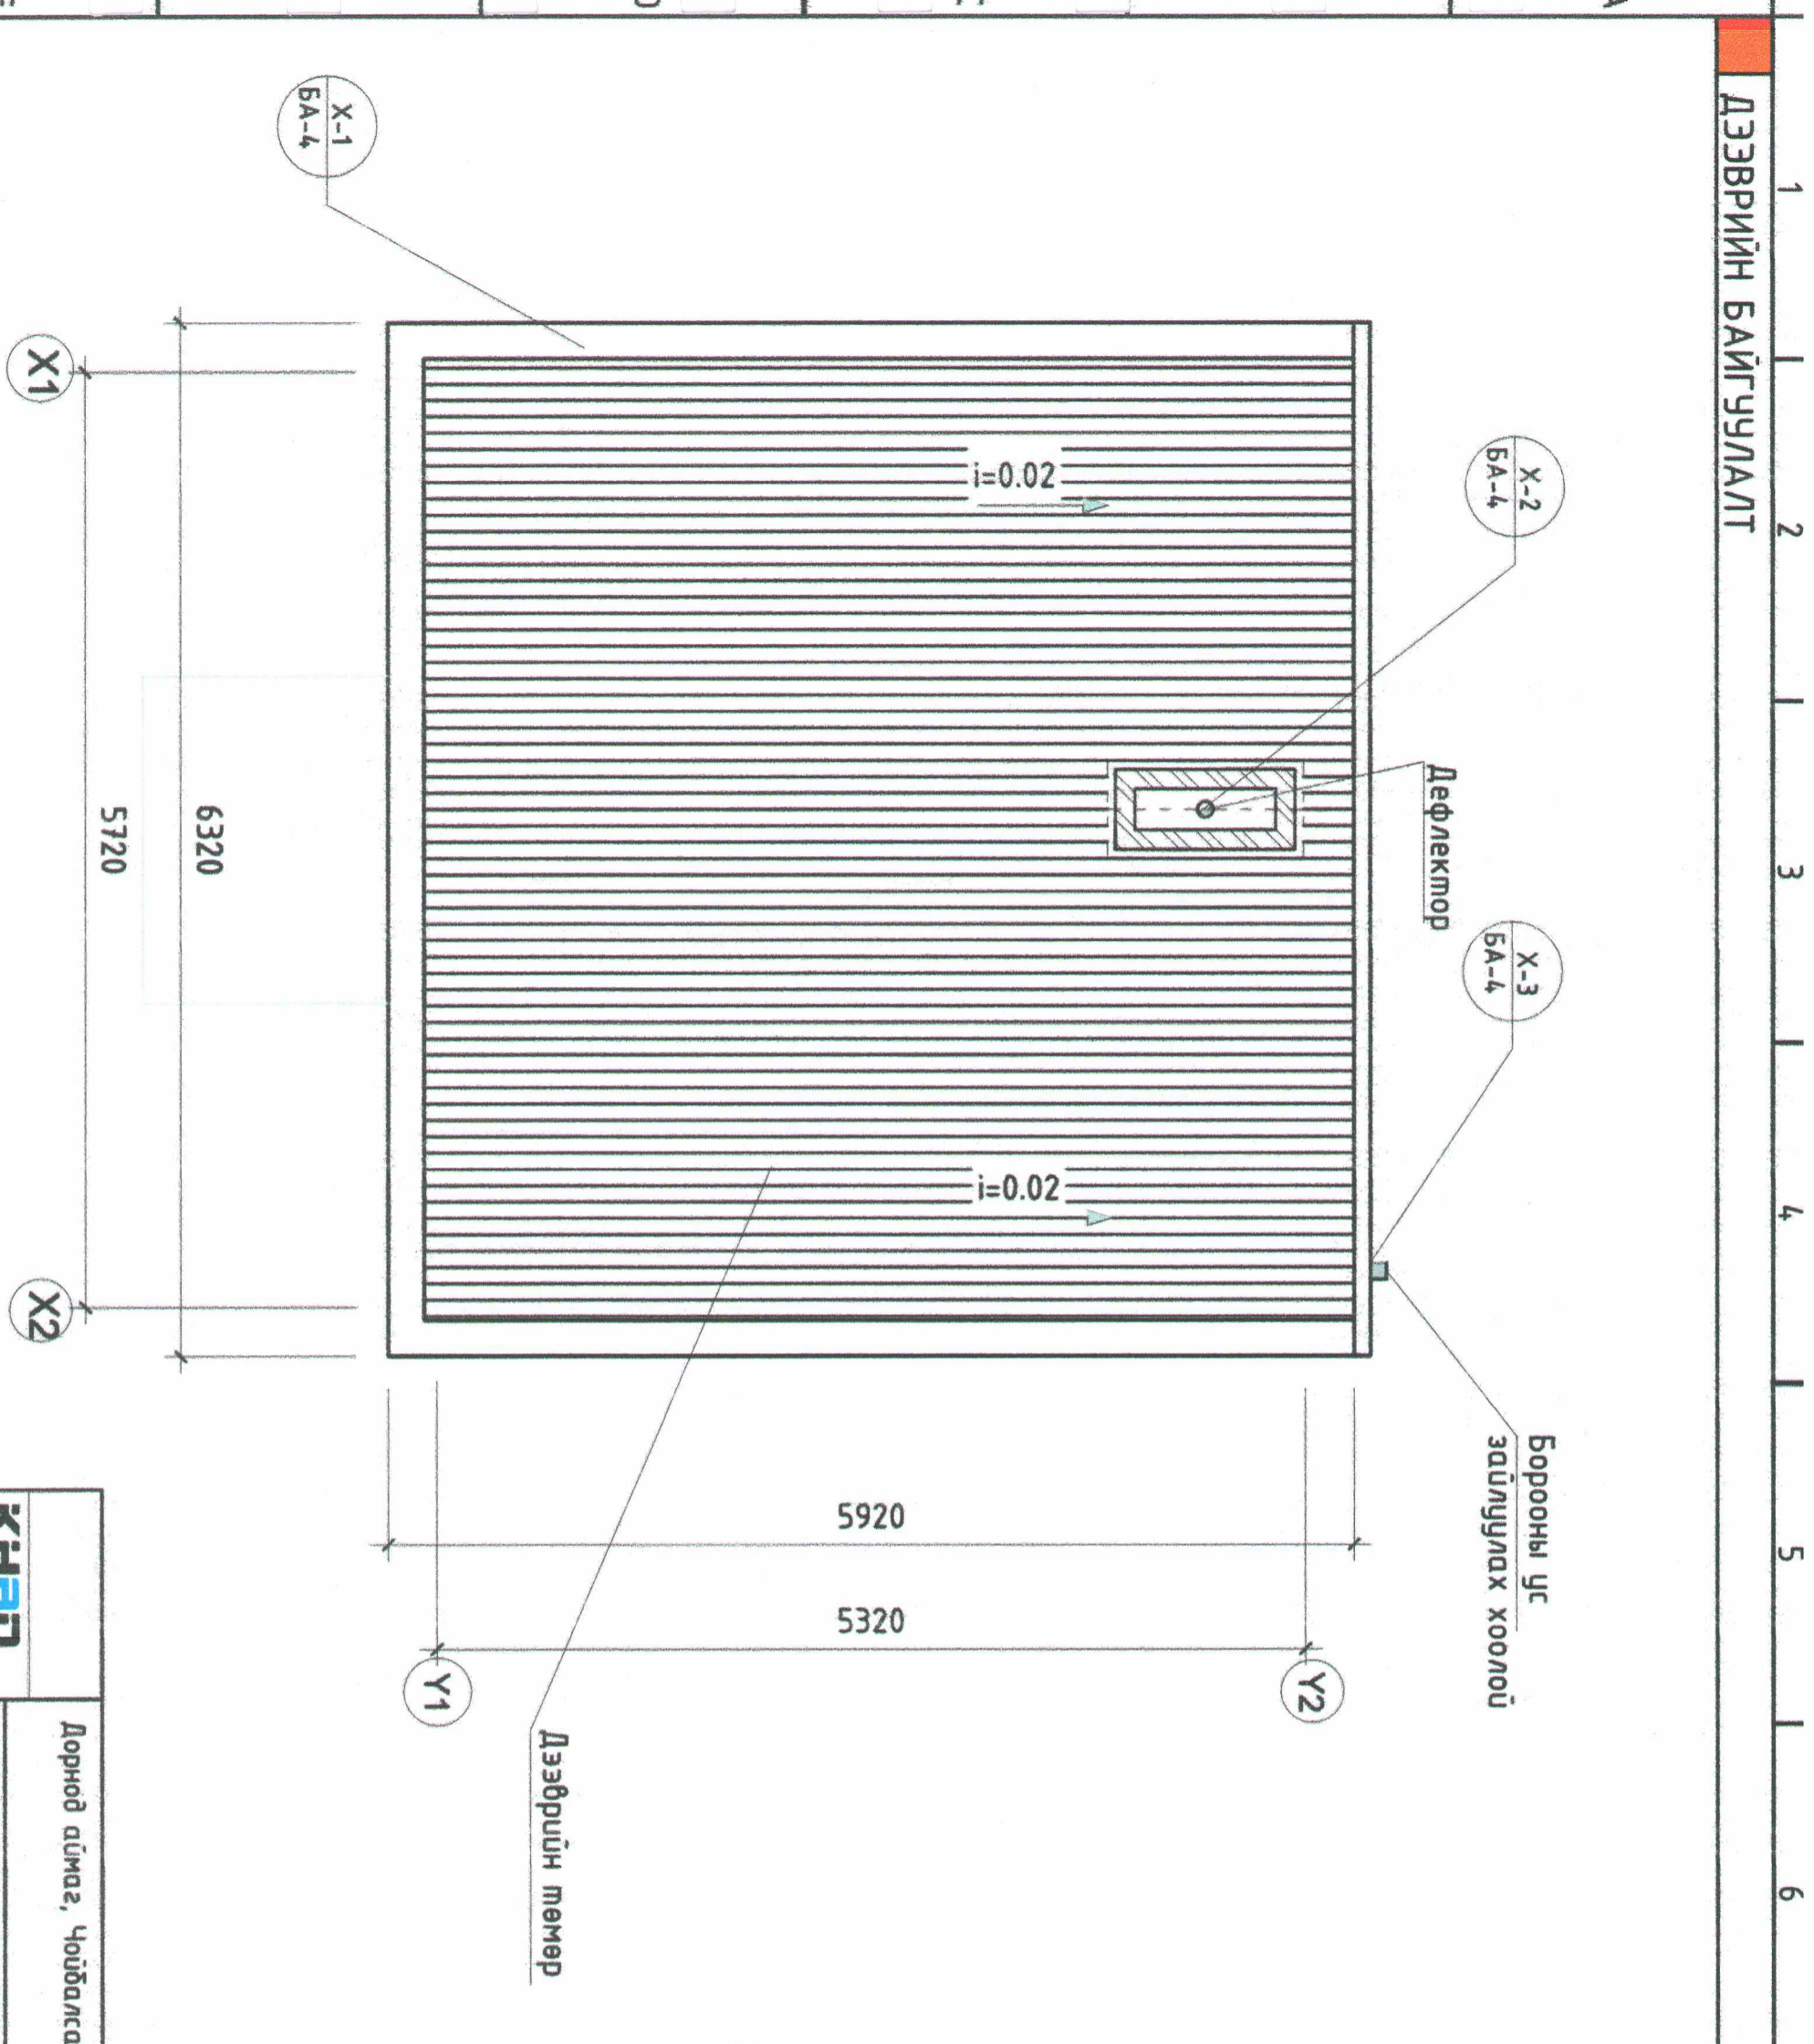 1
2
3
4
5
6
ДЭЭВРИЙН БАЙГУУЛАЛТ
X-2
БА-4
X-3
БА-4
Дефлектор
Борооны ус
зайлуулах хоолой
X-1
БА-4
i=0.02
i=0.02
5920
5320
Y2
Y1
Дээврийн төмөр
6320
5720
X1
X2
Дорнод аймаг, Чойбалса